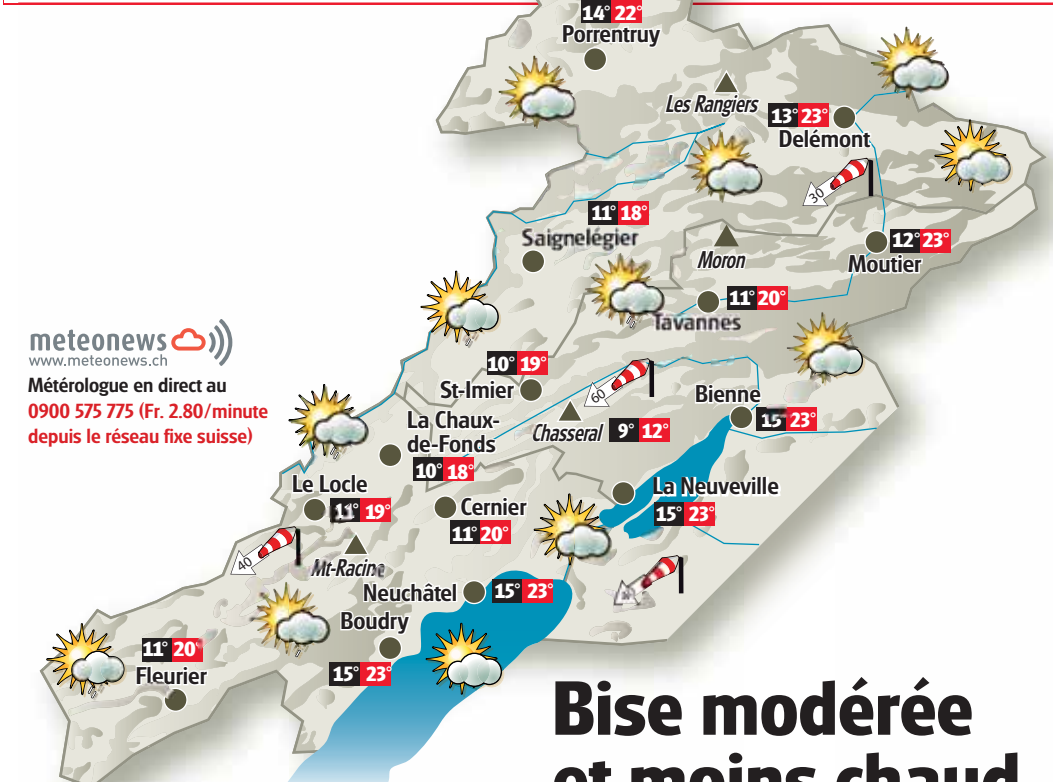 14° 22°
Porrentruy
Les Rangiers
13° 23°
Delémont
30
11° 18°
Saignelégier
12° 23°
Moutier
Moron
11° 20°
Tavannes
meteonews
www.meteonews.ch
Météorologue en direct au
0900 575 775 (Fr. 2.80/minute
depuis le réseau fixe suisse)
10° 19°
St-Imier
60
Chasseral 9° 12°
Bienne
15° 23°
La Chaux-
de-Fonds
10° 18°
Le Locle
11° 19°
Cernier
11° 20°
La Neuveville
15° 23°
40
Mt-Racine
Neuchâtel 15° 23°
Boudry
15° 23°
11° 20°
Fleurier
Bise modérée
et moins chaud